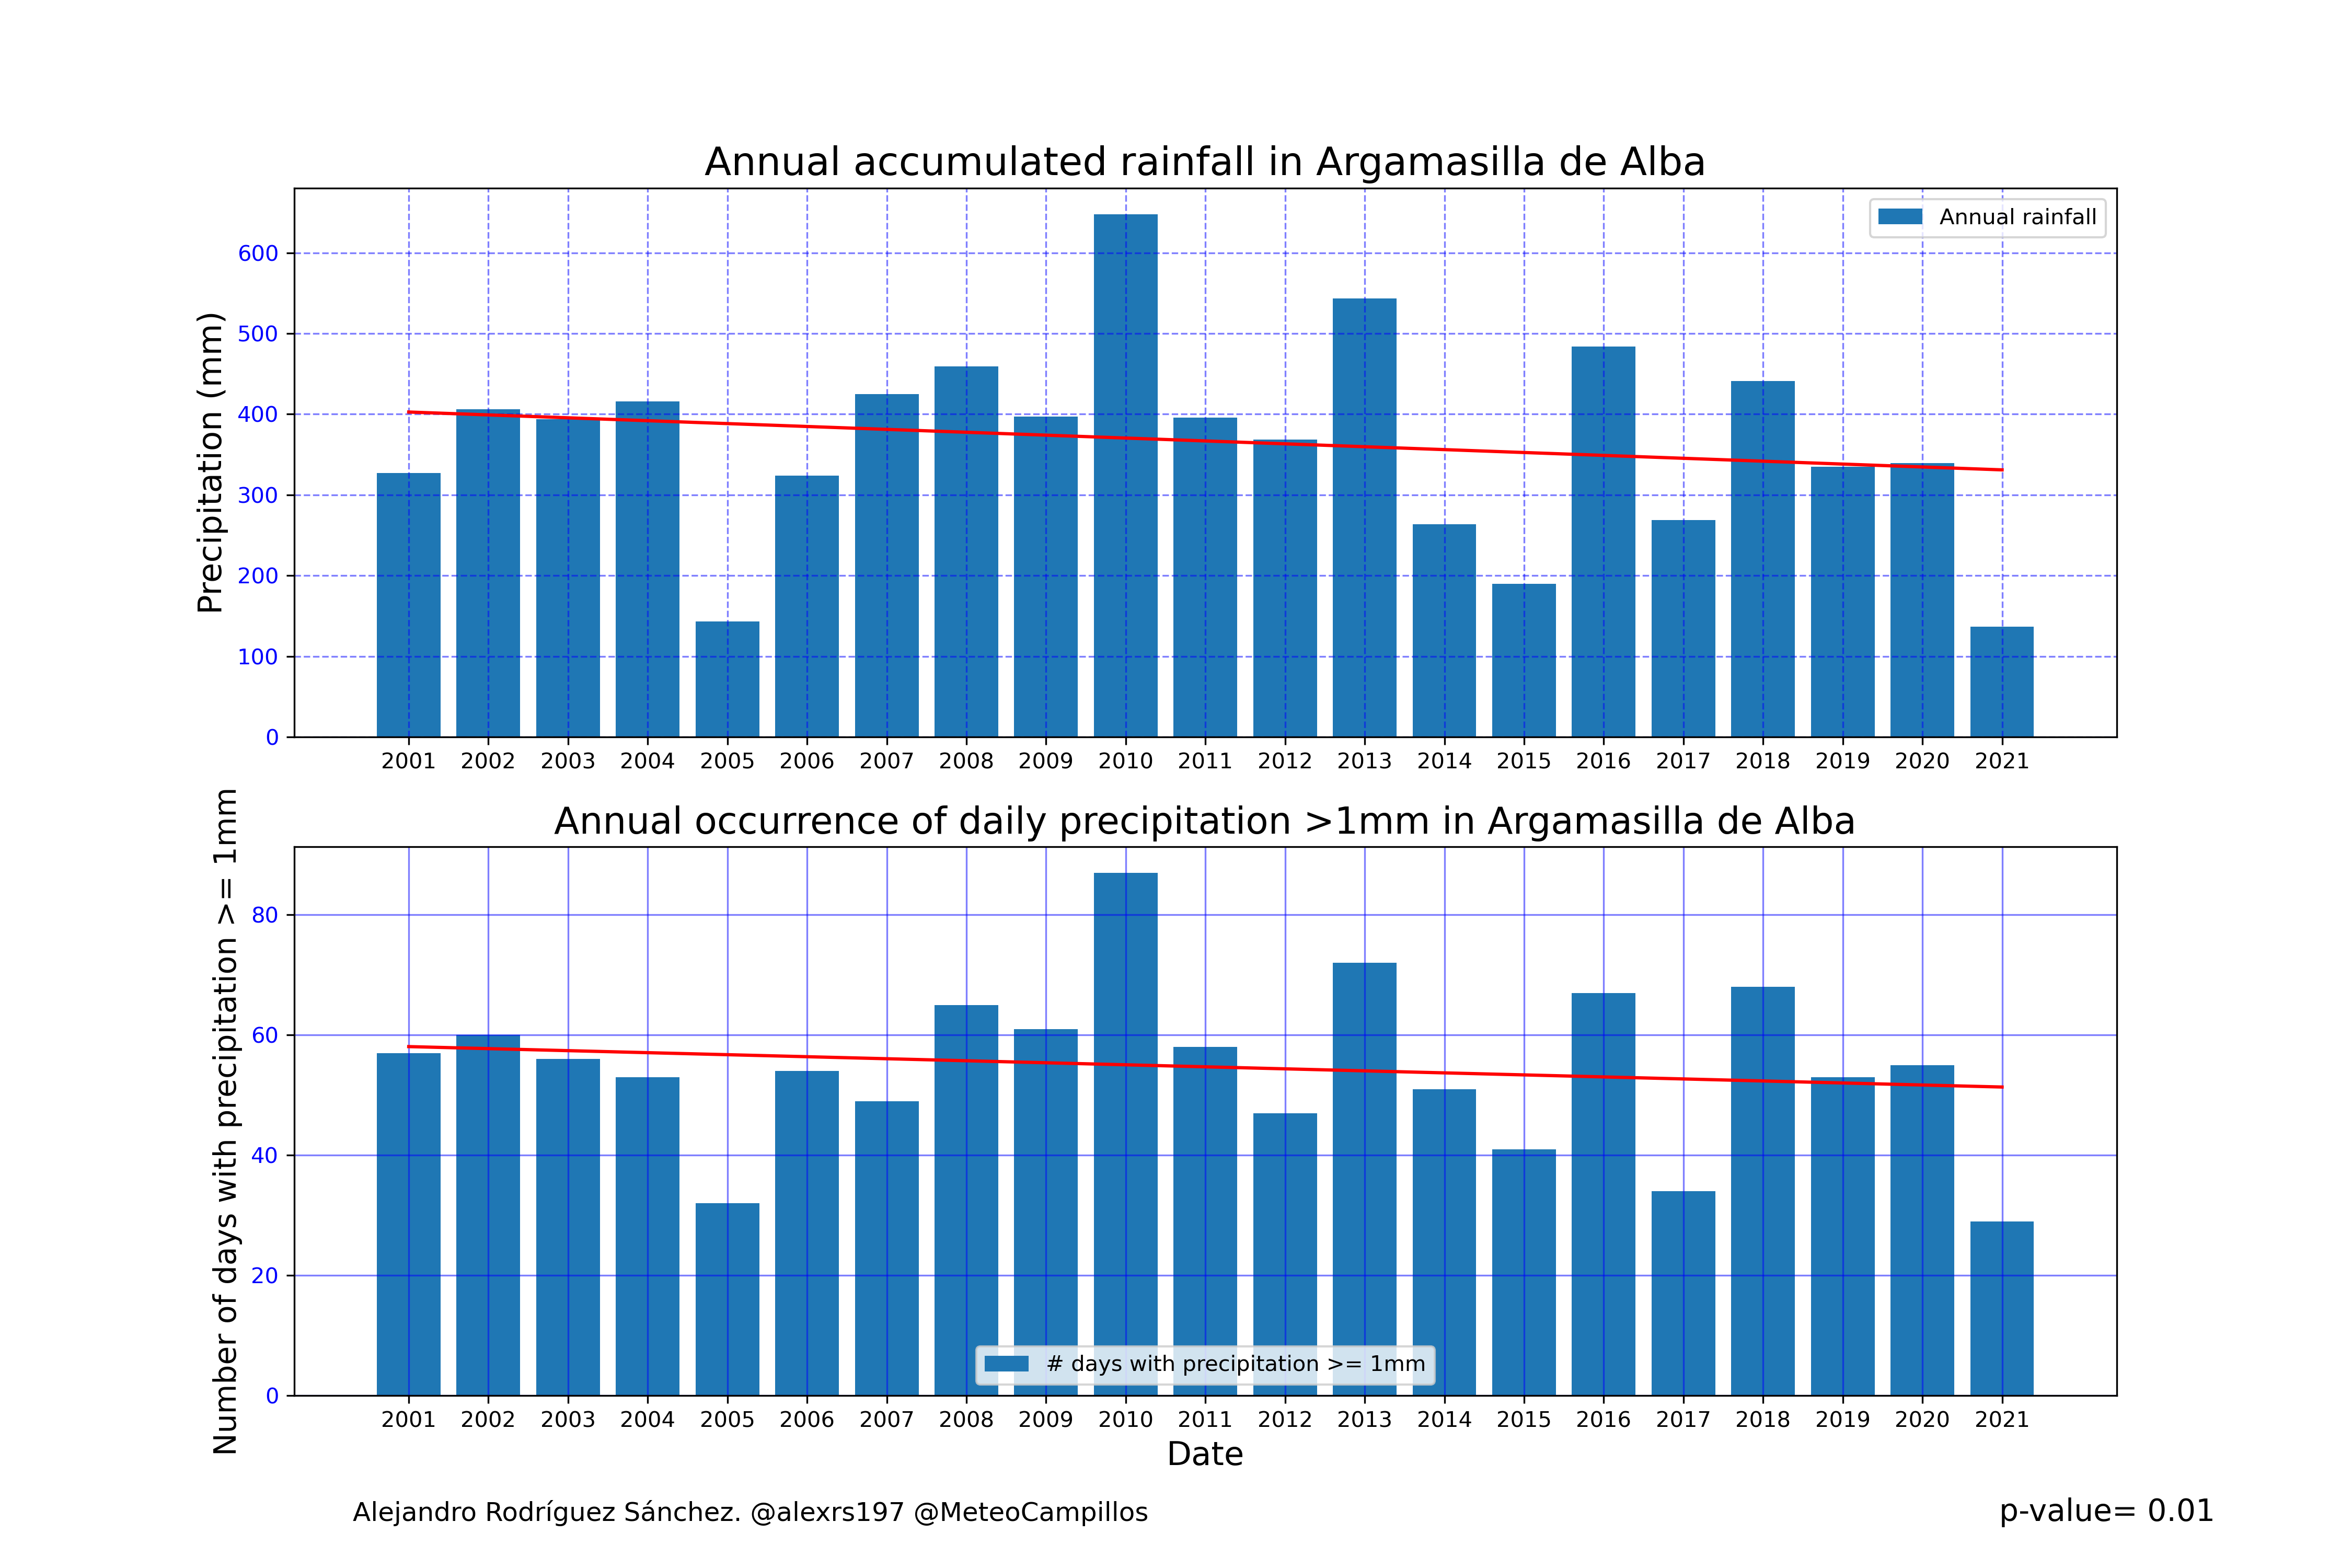 Annual accumulated rainfall in Argamasilla de Alba
Precipitation (mm)
600
500
400
300
200
100
0
Annual rainfall
2001 2002 2003 2004 2005 2006 2007 2008 2009 2010 2011 2012 2013 2014 2015 2016 2017 2018 2019 2020 2021
Annual occurrence of daily precipitation >1mm in Argamasilla de Alba
Number of days with precipitation >= 1mm
80
60
40
20
0
# days with precipitation >= 1mm
2001 2002 2003 2004 2005 2006 2007 2008 2009 2010 2011 2012 2013 2014 2015 2016 2017 2018 2019 2020 2021
Date
Alejandro Rodríguez Sánchez. @alexrs197 @MeteoCampillos
p-value= 0.01